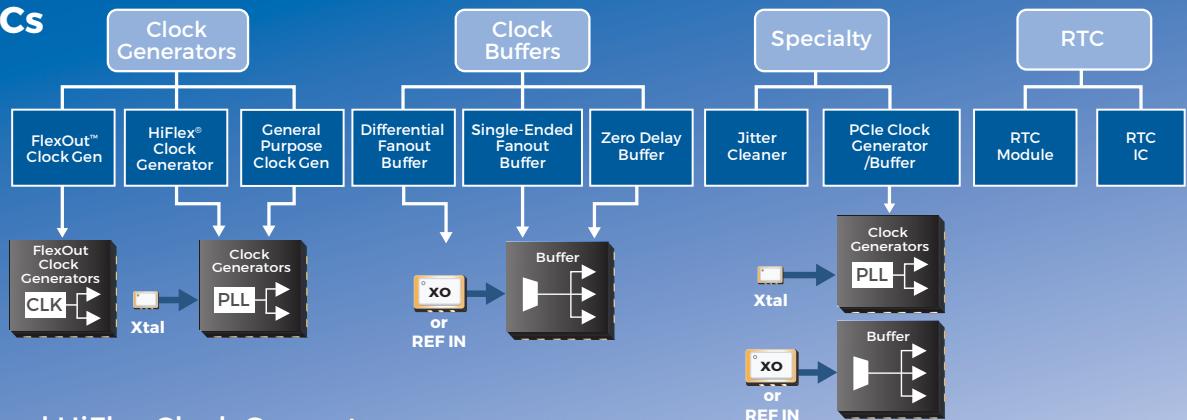 Cs
Clock
Generators
Clock
Buffers
Specialty
RTC
FlexOut™
Clock Gen
HiFlex®
Clock
Generator
General
Purpose
Clock Gen
Differential
Fanout
Buffer
Single-Ended
Fanout
Buffer
Zero Delay
Buffer
Jitter
Cleaner
PCIe Clock
Generator
/Buffer
RTC
Module
RTC
IC
FlexOut
Clock
Generators
CLK
Xtal
Clock
Generators
PLL
XO
or
REF IN
Buffer
Xtal
Clock
Generators
PLL
XO
or
REF IN
Buffer